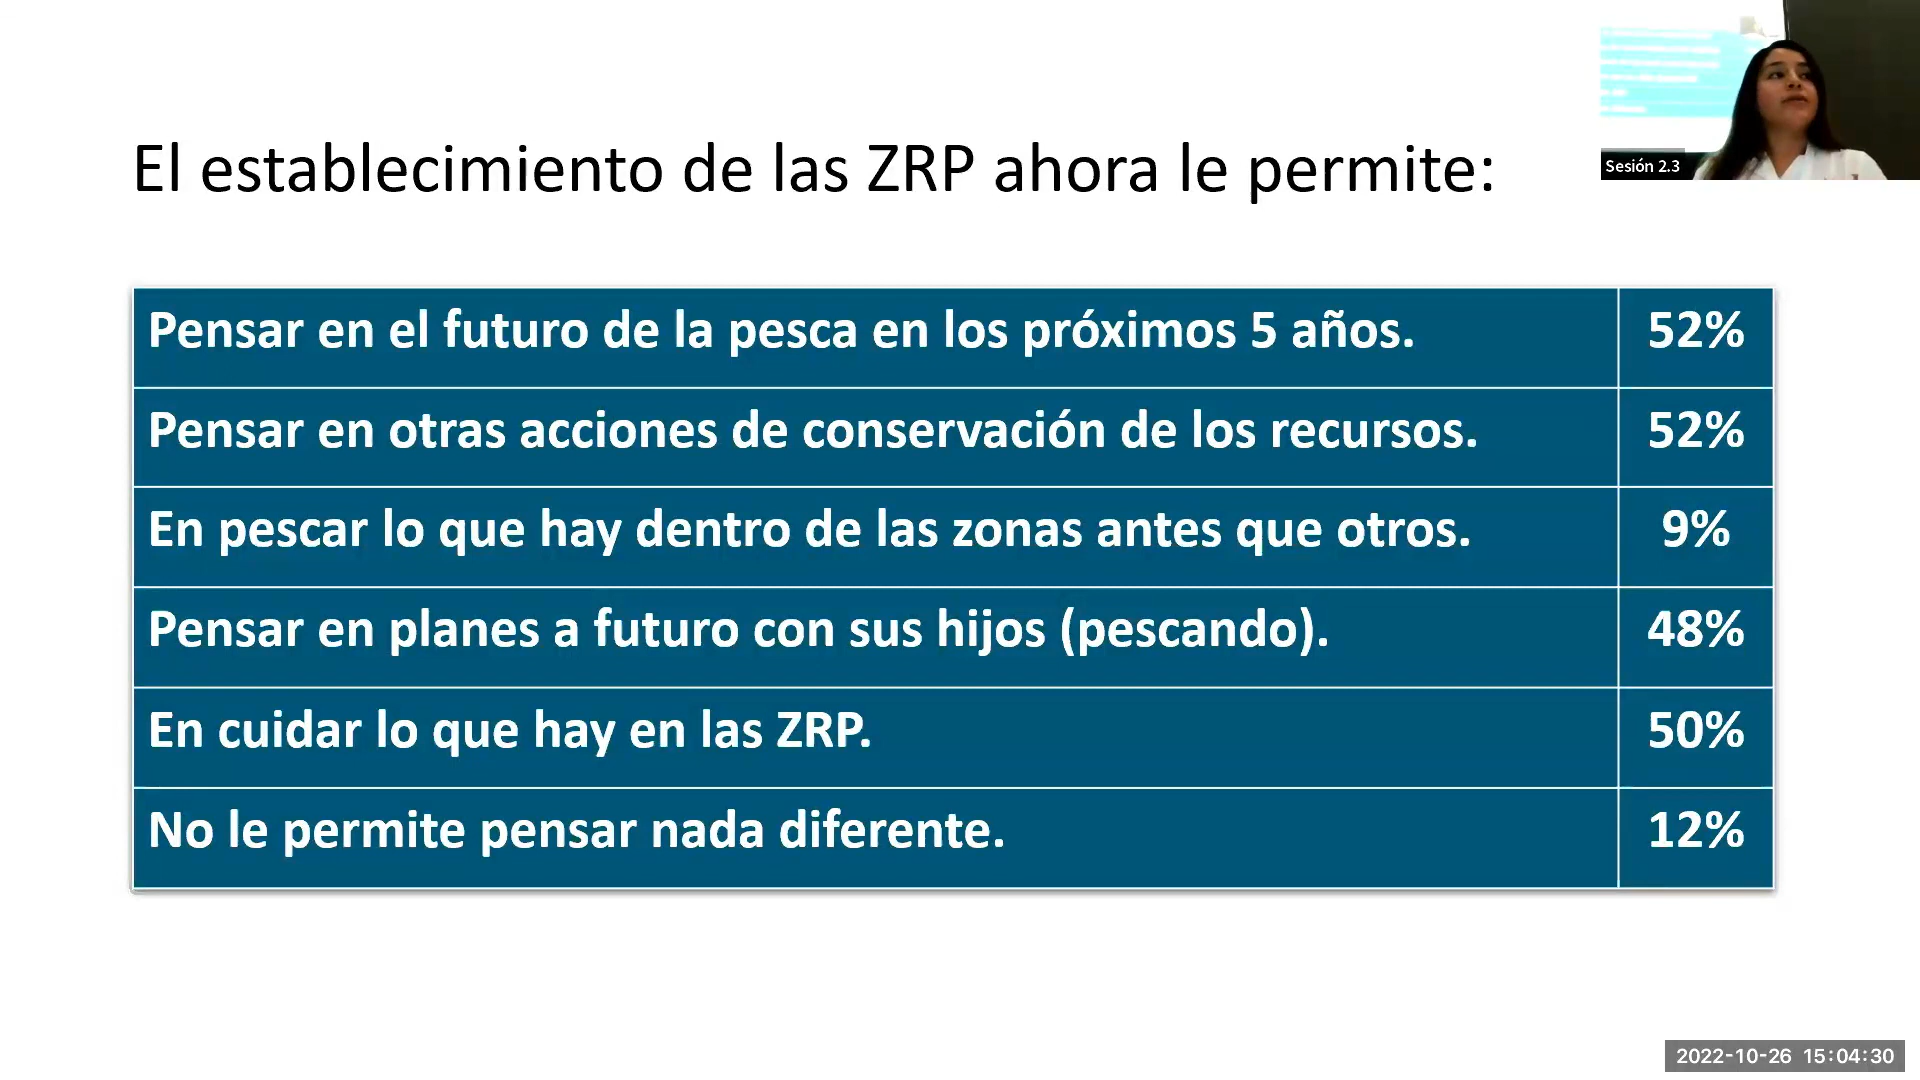 El establecimiento de las ZRP ahora le permite:
Sesión 2.3
Pensar en el futuro de la pesca en los próximos 5 años. 52%
Pensar en otras acciones de conservación de los recursos. 52%
En pescar lo que hay dentro de las zonas antes que otros. 9%
Pensar en planes a futuro con sus hijos (pescando). 48%
En cuidar lo que hay en las ZRP. 50%
No le permite pensar nada diferente. 12%
2022-10-26 15:04:30